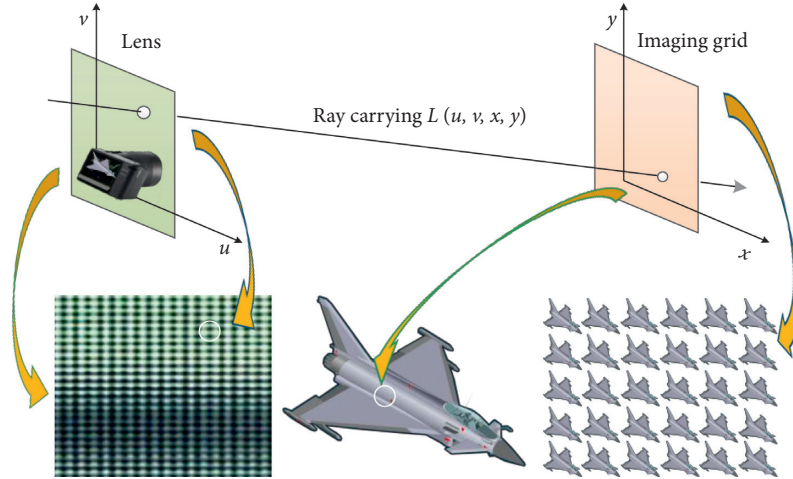 v
Lens
u
Ray carrying L (u, v, x, y)
y
Imaging grid
x